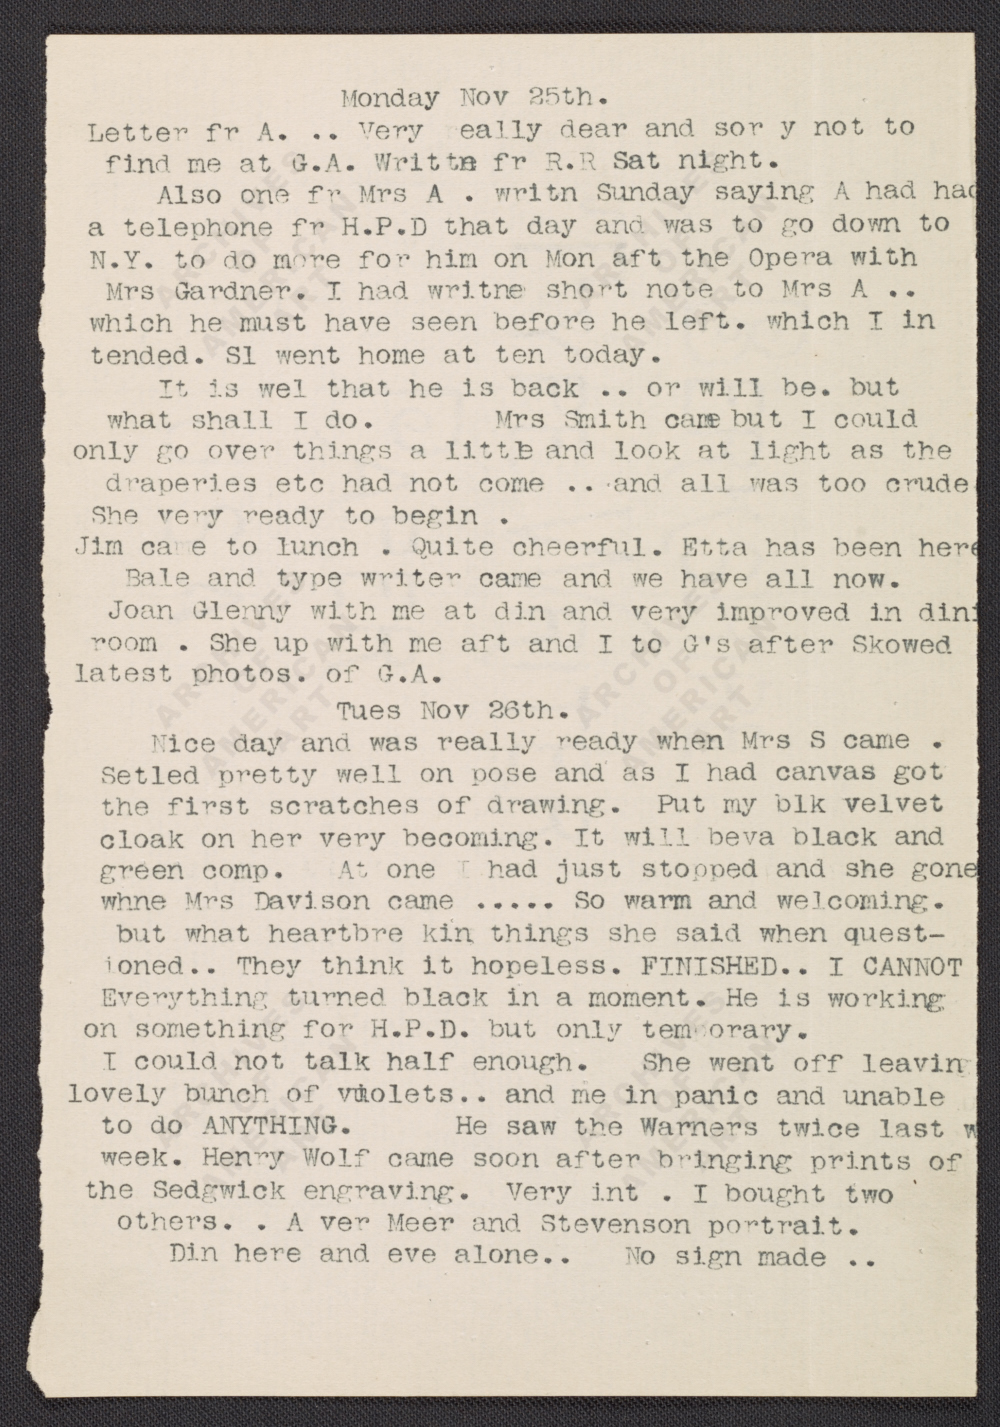 Monday Nov 25th.
Letter fr A. .. Very eally dear and sor y not to
find me at G.A. Writtn fr R.R Sat night.
Also one fr Mrs A . writn Sunday saying A had had
a telephone fr H.P.D that day and was to go down to
N.Y. to do more for him on Mon aft the Opera with
Mrs Gardner. I had writne short note to Mrs A ..
which he must have seen before he left. which I in
tended. Sl went home at ten today.
It is wel that he is back .. or will be. but
what shall I do. Mrs Smith came but I could
only go over things a little and look at light as the
draperies etc had not come .. and all was too crude
She very ready to begin .
Jim ca e to lunch . Quite cheerful. Etta has been here
Bale and type writer came and we have all now.
Joan Glenny with me at din and very improved in dini
room . She up with me aft and I to G's after Skowed
latest photos. of G.A.
Tues Nov 26th.
Nice day and was really ready when Mrs S came .
Setled pretty well on pose and as I had canvas got
the first scratches of drawing. Put my blk velvet
cloak on her very becoming. It will beva black and
green comp. At one I had just stopped and she gone
whne Mrs Davison came ..... So warm and welcoming.
but what heartbre kin things she said when quest-
ioned.. They think it hopeless. FINISHED.. I CANNOT
Everything turned black in a moment. He is working
on something for H.P.D. but only tem orary.
I could not talk half enough. She went off leavin
lovely bunch of violets.. and me in panic and unable
to do ANYTHING. He saw the Warners twice last w
week. Henry Wolf came soon after bringing prints of
the Sedgwick engraving. Very int . I bought two
others. . A ver Meer and Stevenson portrait.
Din here and eve alone.. No sign made ..
ARCHIVES OF AMERICAN ART